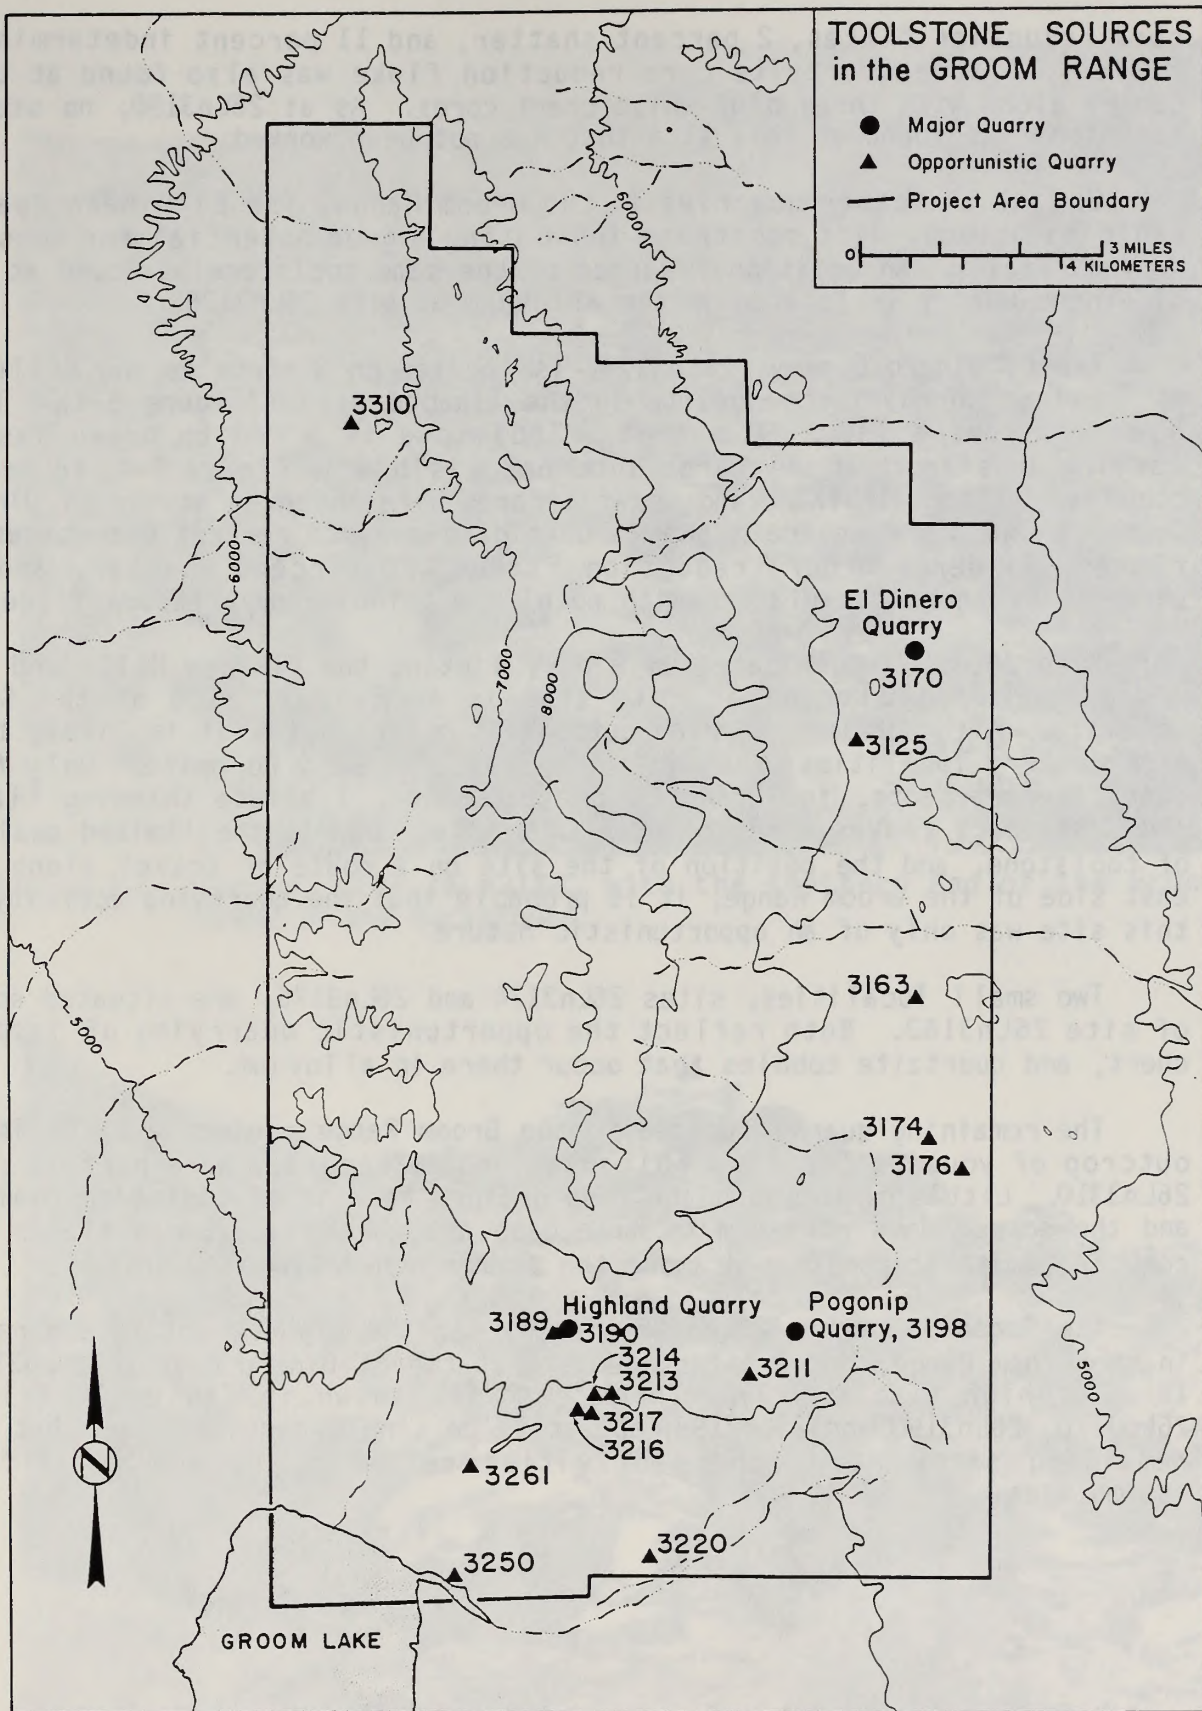 TOOLSTONE SOURCES
in the GROOM RANGE
Major Quarry
Opportunistic Quarry
Project Area Boundary
0
3 MILES
4 KILOMETERS
6000
3310
6000
7000
8000
El Dinero
Quarry
3170
3125
5000
3163
3174
3176
Highland Quarry
3189
3190
Pogonip
Quarry, 3198
3214
3213
3211
3217
3216
5000
3261
N
3220
3250
GROOM LAKE